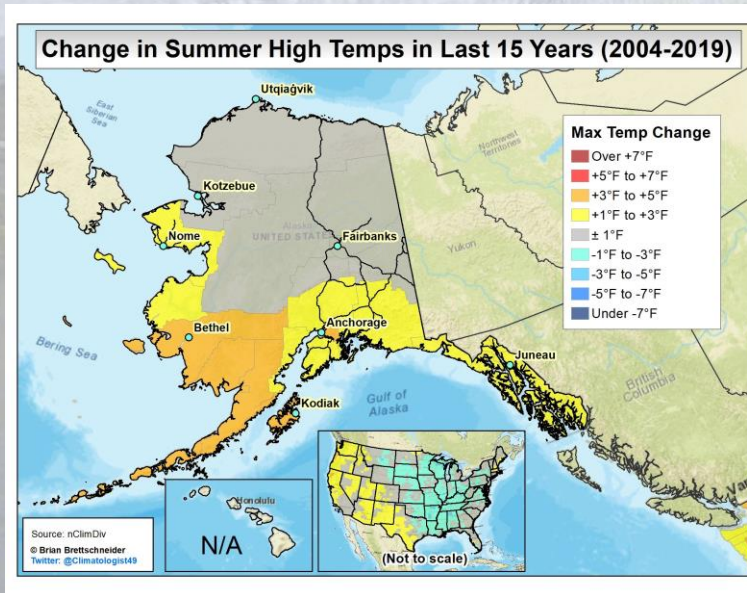 Change in Summer High Temps in Last 15 Years (2004-2019)
Utqiaġvik
East
Siberian
Sea
Northwest
Territories
Max Temp Change
Over +7°F
+5°F to +7°F
+3°F to +5°F
+1°F to +3°F
± 1°F
-1°F to -3°F
-3°F to -5°F
-5°F to -7°F
Under -7°F
Kotzebue
Nome
Alaska
UNITED STATES
Fairbanks
Yukon
Bethel
Anchorage
Bering Sea
Juneau
British
Columbia
Kodiak
Gulf of
Alaska
Honolulu
N/A
(Not to scale)
Source: nClimDiv
© Brian Brettschneider
Twitter: @Climatologist49